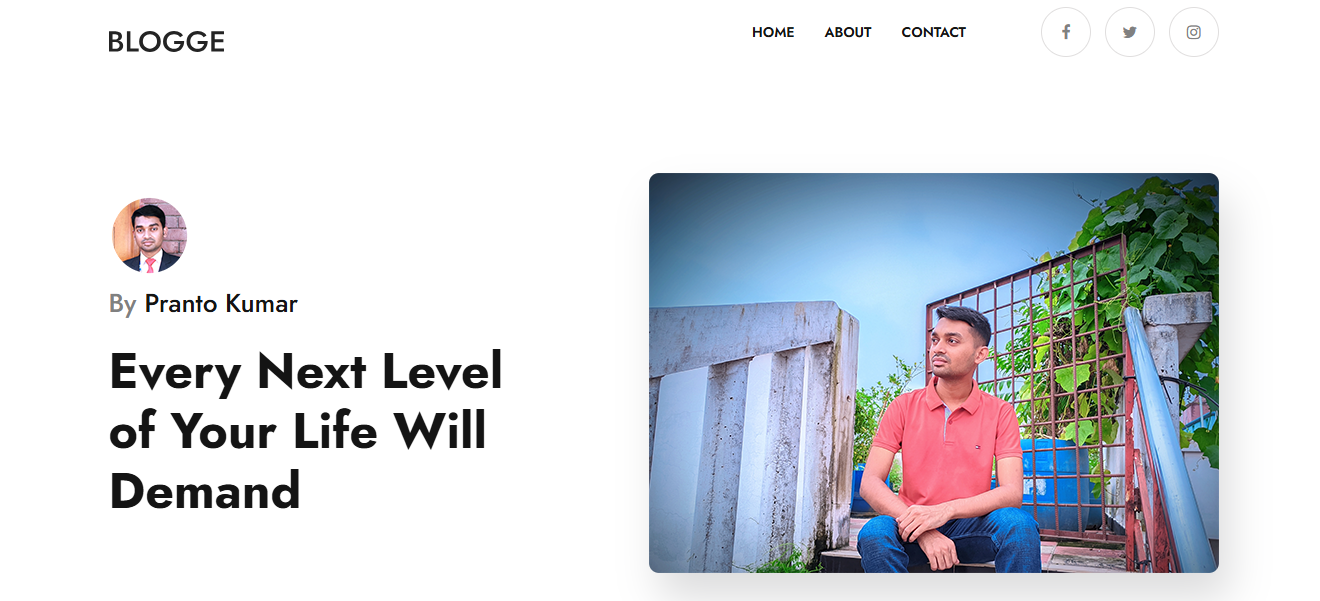 BLOGGE
HOME ABOUT CONTACT
By Pranto Kumar
Every Next Level
of Your Life Will
Demand